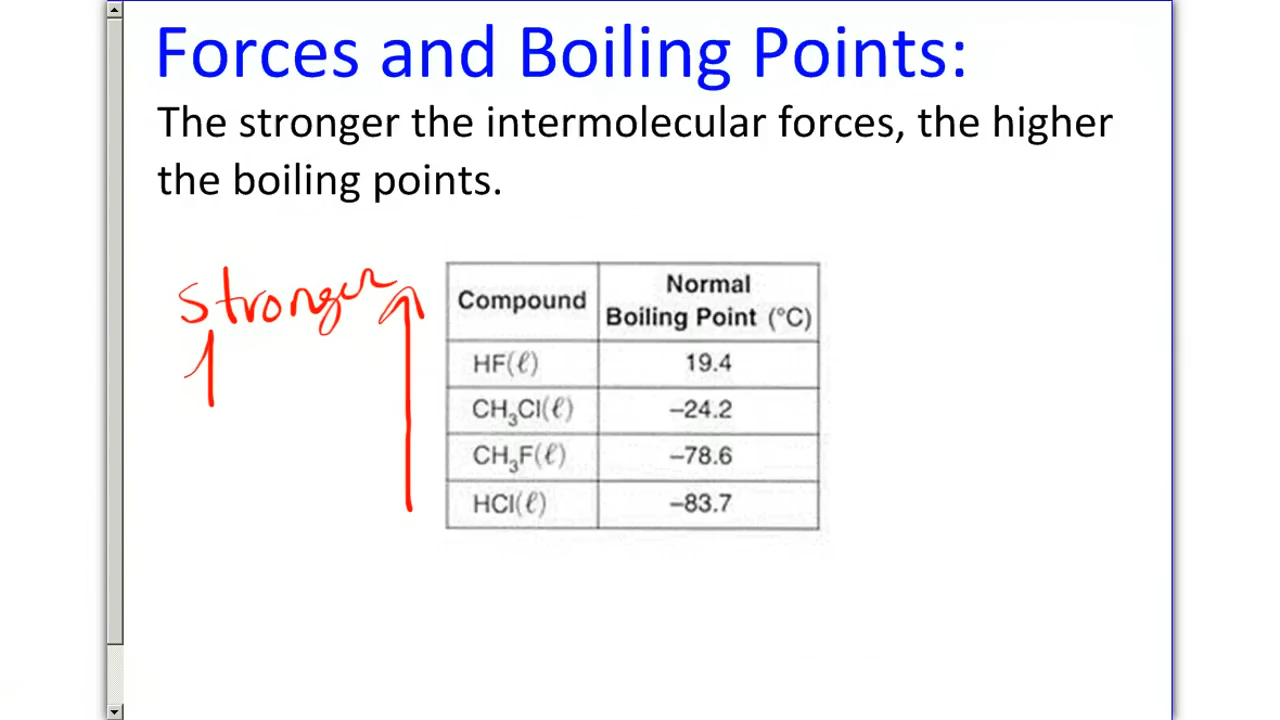 Forces and Boiling Points:
The stronger the intermolecular forces, the higher
the boiling points.
stronger
Compound
Normal
Boiling Point (°C)
HF(ℓ) 19.4
CH₃Cl(ℓ) –24.2
CH₃F(ℓ) –78.6
HCl(ℓ) –83.7